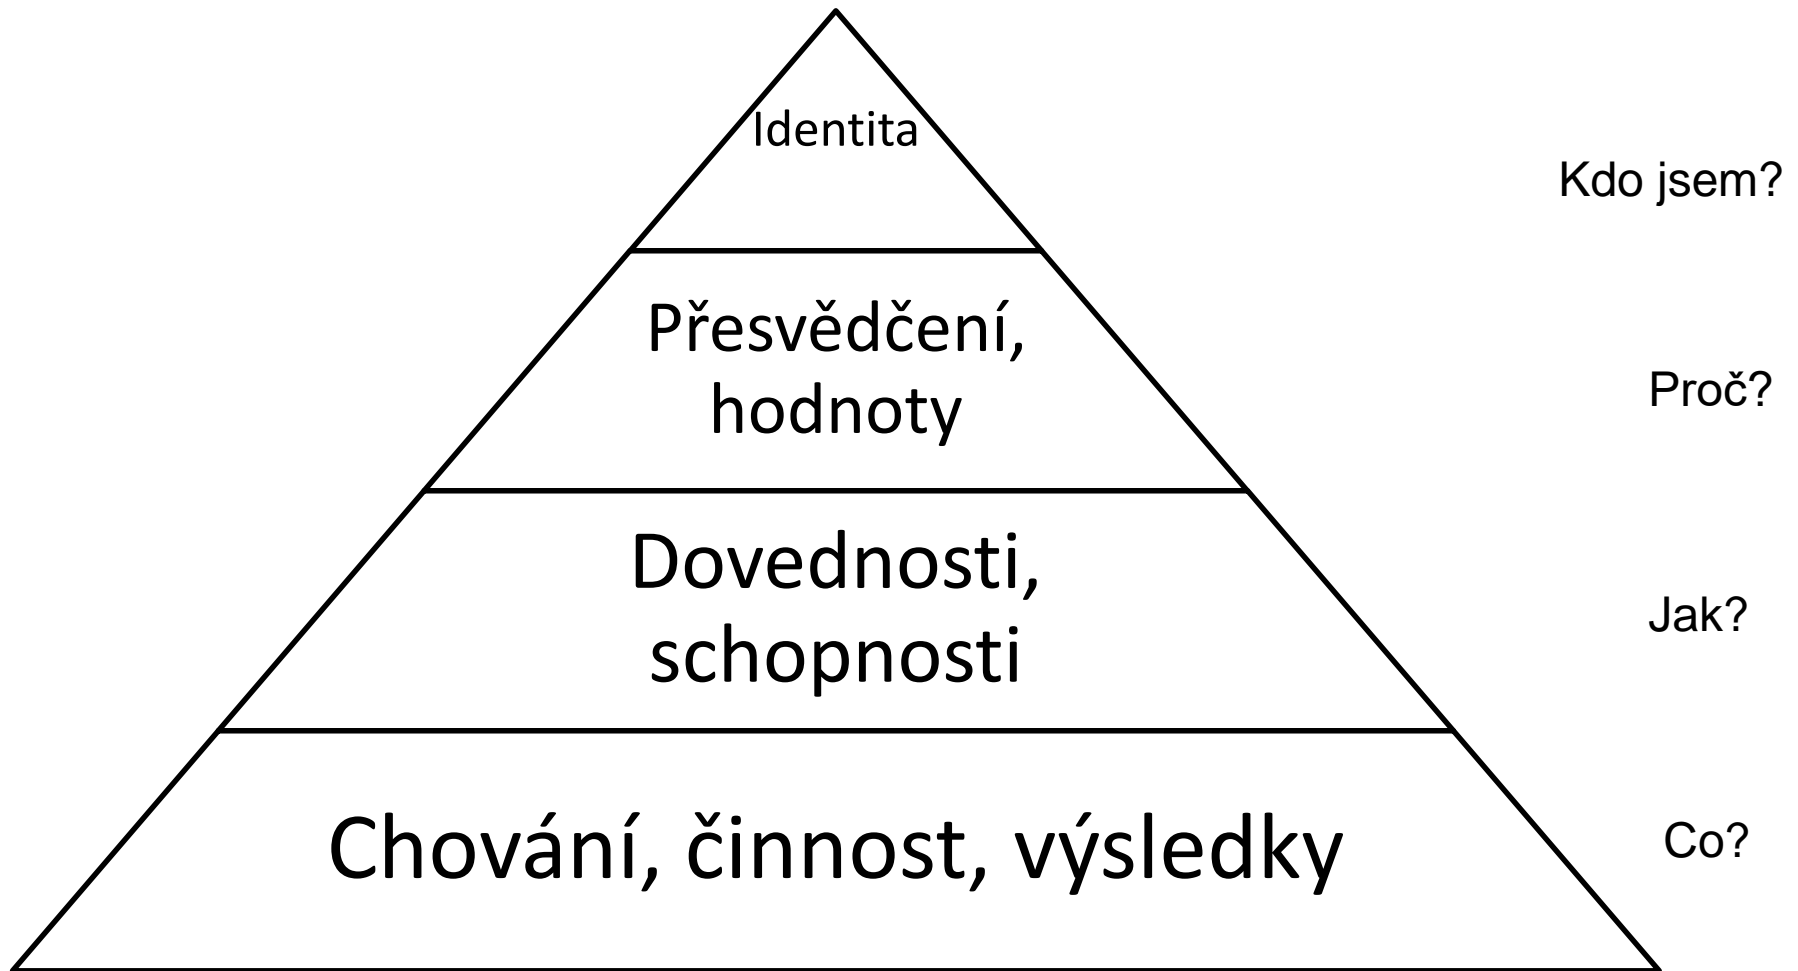 Identita
Kdo jsem?
Přesvědčení,
hodnoty
Proč?
Dovednosti,
schopnosti
Jak?
Chování, činnost, výsledky
Co?